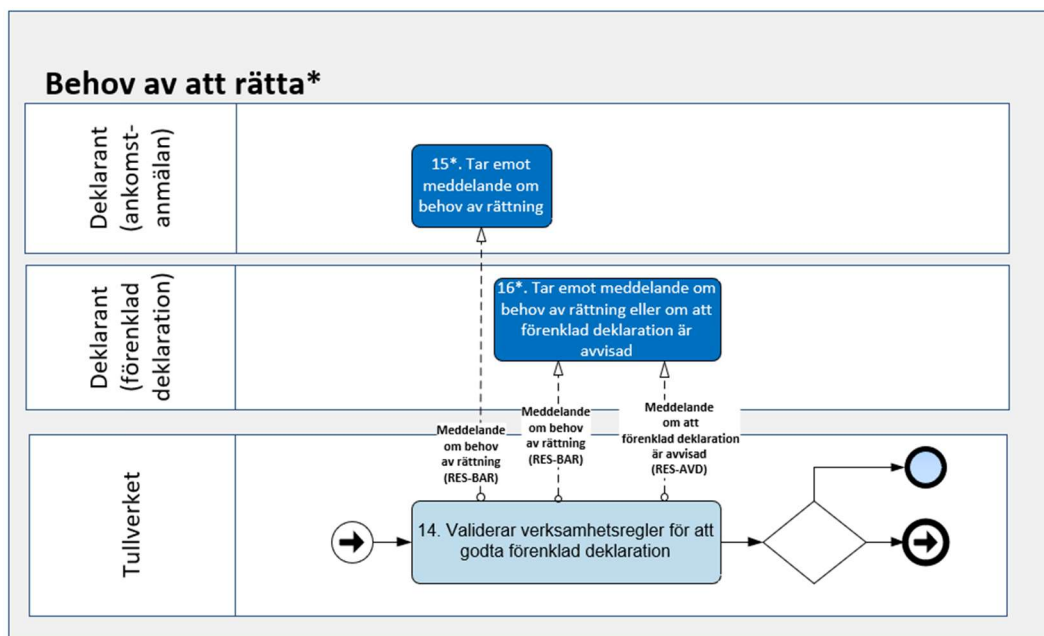 Behov av att rätta*
Deklarant
(ankomst-
anmälan)
15*. Tar emot
meddelande om
behov av rättning
Deklarant
(förenklad
deklaration)
16*. Tar emot meddelande om
behov av rättning eller om att
förenklad deklaration är
avvisad
Meddelande
om behov
av rättning
(RES-BAR)
Meddelande
om behov
av rättning
(RES-BAR)
Meddelande
om att
förenklad deklaration
är avvisad
(RES-AVD)
Tullverket
14. Validerar verksamhetsregler för att
godta förenklad deklaration